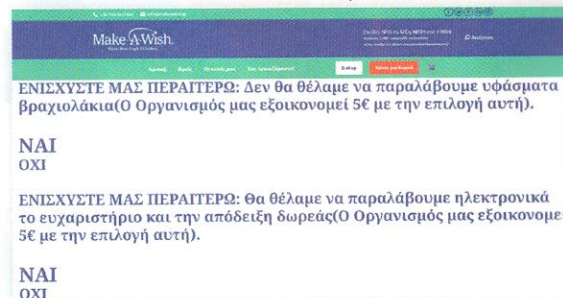 Make A Wish.
E-shop
ΕΝΙΣΧΥΣΤΕ ΜΑΣ ΠΕΡΑΙΤΕΡΩ: Δεν θα θέλαμε να παραλάβουμε υφάσματα
βραχιολάκια(Ο Οργανισμός μας εξοικονομεί 5€ με την επιλογή αυτή).
ΝΑΙ
ΟΧΙ
ΕΝΙΣΧΥΣΤΕ ΜΑΣ ΠΕΡΑΙΤΕΡΩ: Θα θέλαμε να παραλάβουμε ηλεκτρονικά
το ευχαριστήριο και την απόδειξη δωρεάς(Ο Οργανισμός μας εξοικονομε
5€ με την επιλογή αυτή).
ΝΑΙ
ΟΧΙ